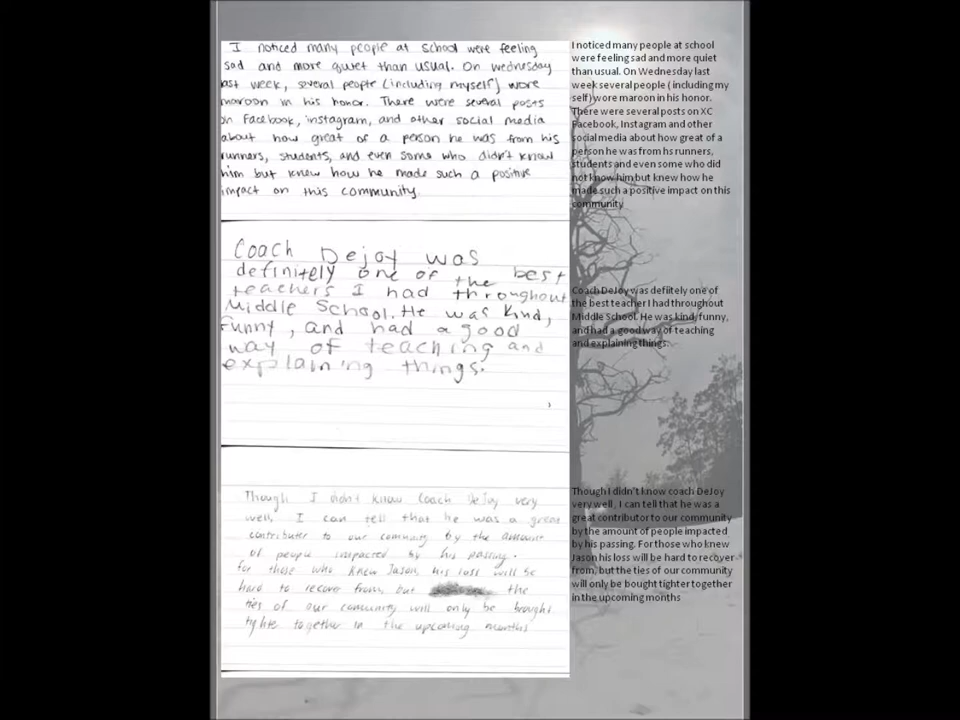 I noticed many people at school were feeling
sad and more quiet than usual. On wednesday
last week, several people (including myself) wore
maroon in his honor. There were several posts
on Facebook, instagram, and other social media
about how great of a person he was from his
runners, students, and even some who didn't know
him but knew how he made such a positive
impact on this community.
Coach DeJoy was
definitely one of the best
teachers I had throughout
Middle School. He was kind,
funny, and had a good
way of teaching and
explaining things.
Though I didn't know Coach DeJoy very
well, I can tell that he was a great
contributer to our community by the amount
of people impacted by his passing.
For those who knew Jason, his loss will be
hard to recover from, but the
ties of our community will only be brought
tighter together in the upcoming months
I noticed many people at school
were feeling sad and more quiet
than usual. On Wednesday last
week several people ( including my
self) wore maroon in his honor.
There were several posts on XC
Facebook, Instagram and other
social media about how great of a
person he was from hs runners,
students and even some who did
not know him but knew how he
made such a positive impact on this
community
Coach DeJoy was defiitely one of
the best teacher I had throughout
Middle School. He was kind, funny,
and had a good way of teaching
and explaining things.
Though I didn't know coach DeJoy
very well , I can tell that he was a
great contributor to our community
by the amount of people impacted
by his passing. For those who knew
Jason his loss will be hard to recover
from, but the ties of our community
will only be bought tighter together
in the upcoming months